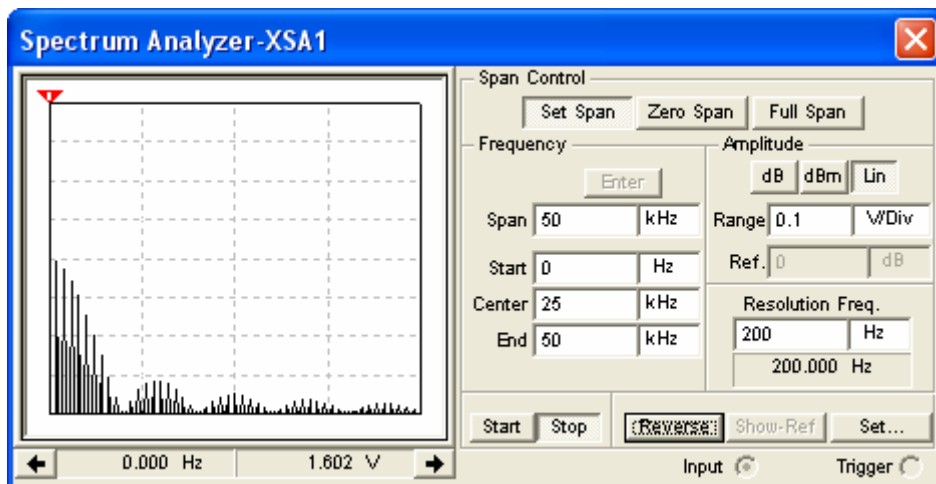 Spectrum Analyzer-XSA1
Span Control
Set Span Zero Span Full Span
Frequency
Enter
Span 50 kHz
Start 0 Hz
Center 25 kHz
End 50 kHz
Amplitude
dB dBm Lin
Range 0.1 V/Div
Ref. 0 dB
Resolution Freq.
200 Hz
200.000 Hz
Start Stop Reverse Show-Ref Set...
0.000 Hz 1.602 V
Input Trigger